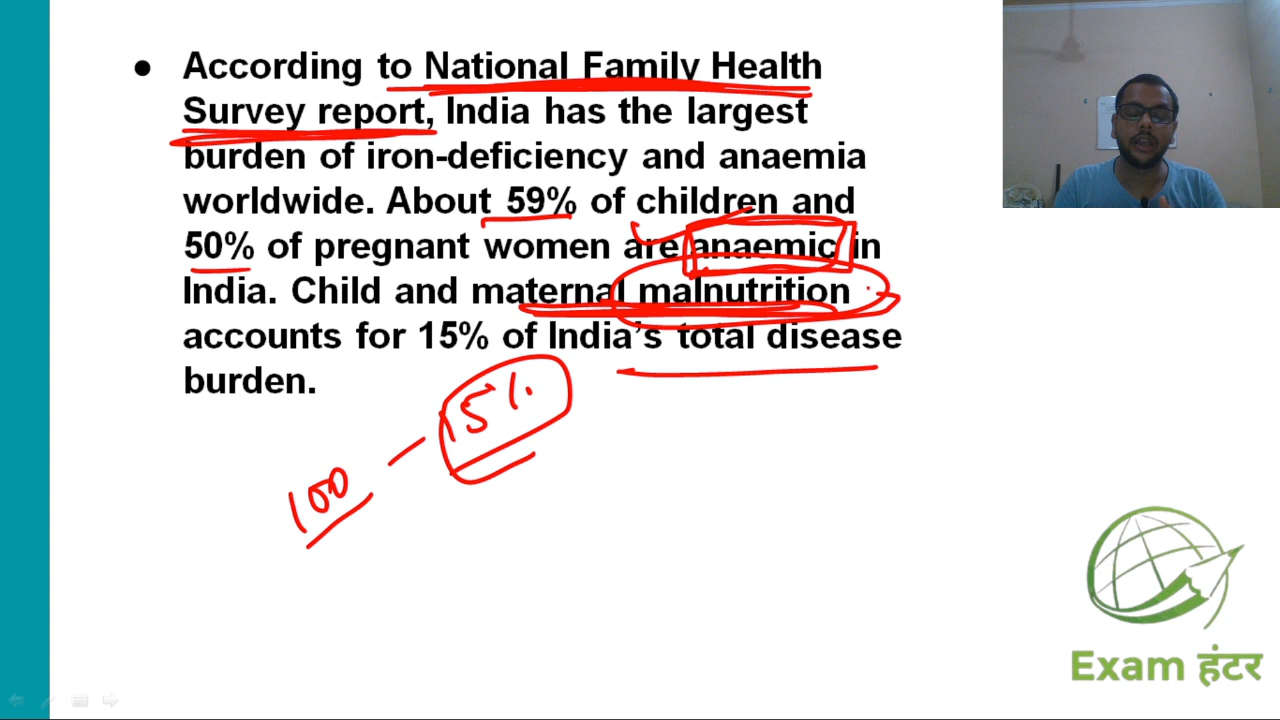 ● According to National Family Health
Survey report, India has the largest
burden of iron-deficiency and anaemia
worldwide. About 59% of children and
50% of pregnant women are anaemic in
India. Child and maternal malnutrition
accounts for 15% of India's total disease
burden.
100 — 15%
Exam हंटर